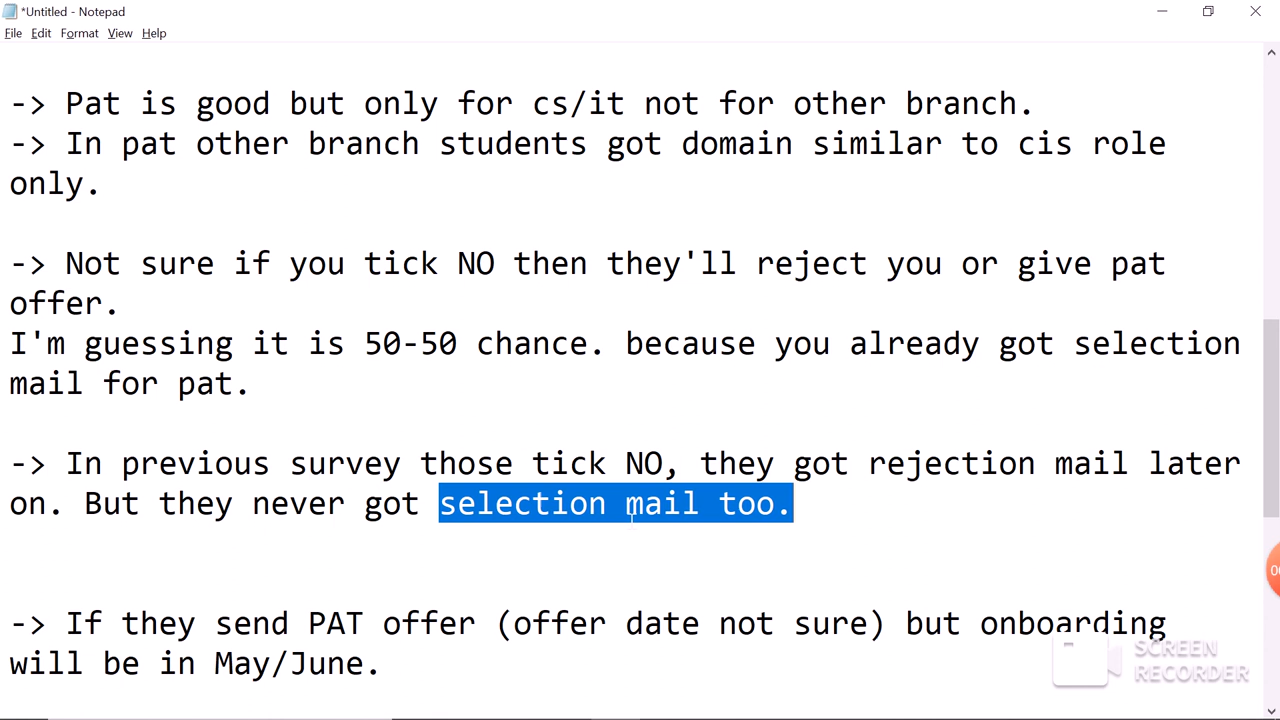 *Untitled - Notepad
File Edit Format View Help
-> Pat is good but only for cs/it not for other branch.
-> In pat other branch students got domain similar to cis role
only.
-> Not sure if you tick NO then they'll reject you or give pat
offer.
I'm guessing it is 50-50 chance. because you already got selection
mail for pat.
-> In previous survey those tick NO, they got rejection mail later
on. But they never got selection mail too.
-> If they send PAT offer (offer date not sure) but onboarding
will be in May/June.
SCREEN
RECORDER